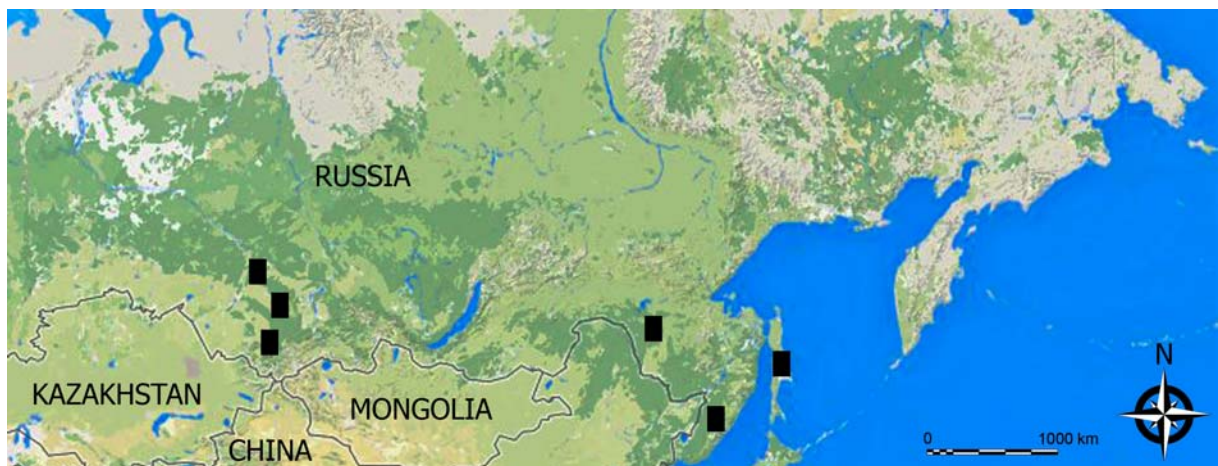 RUSSIA
KAZAKHSTAN
MONGOLIA
CHINA
N
0 1000 km